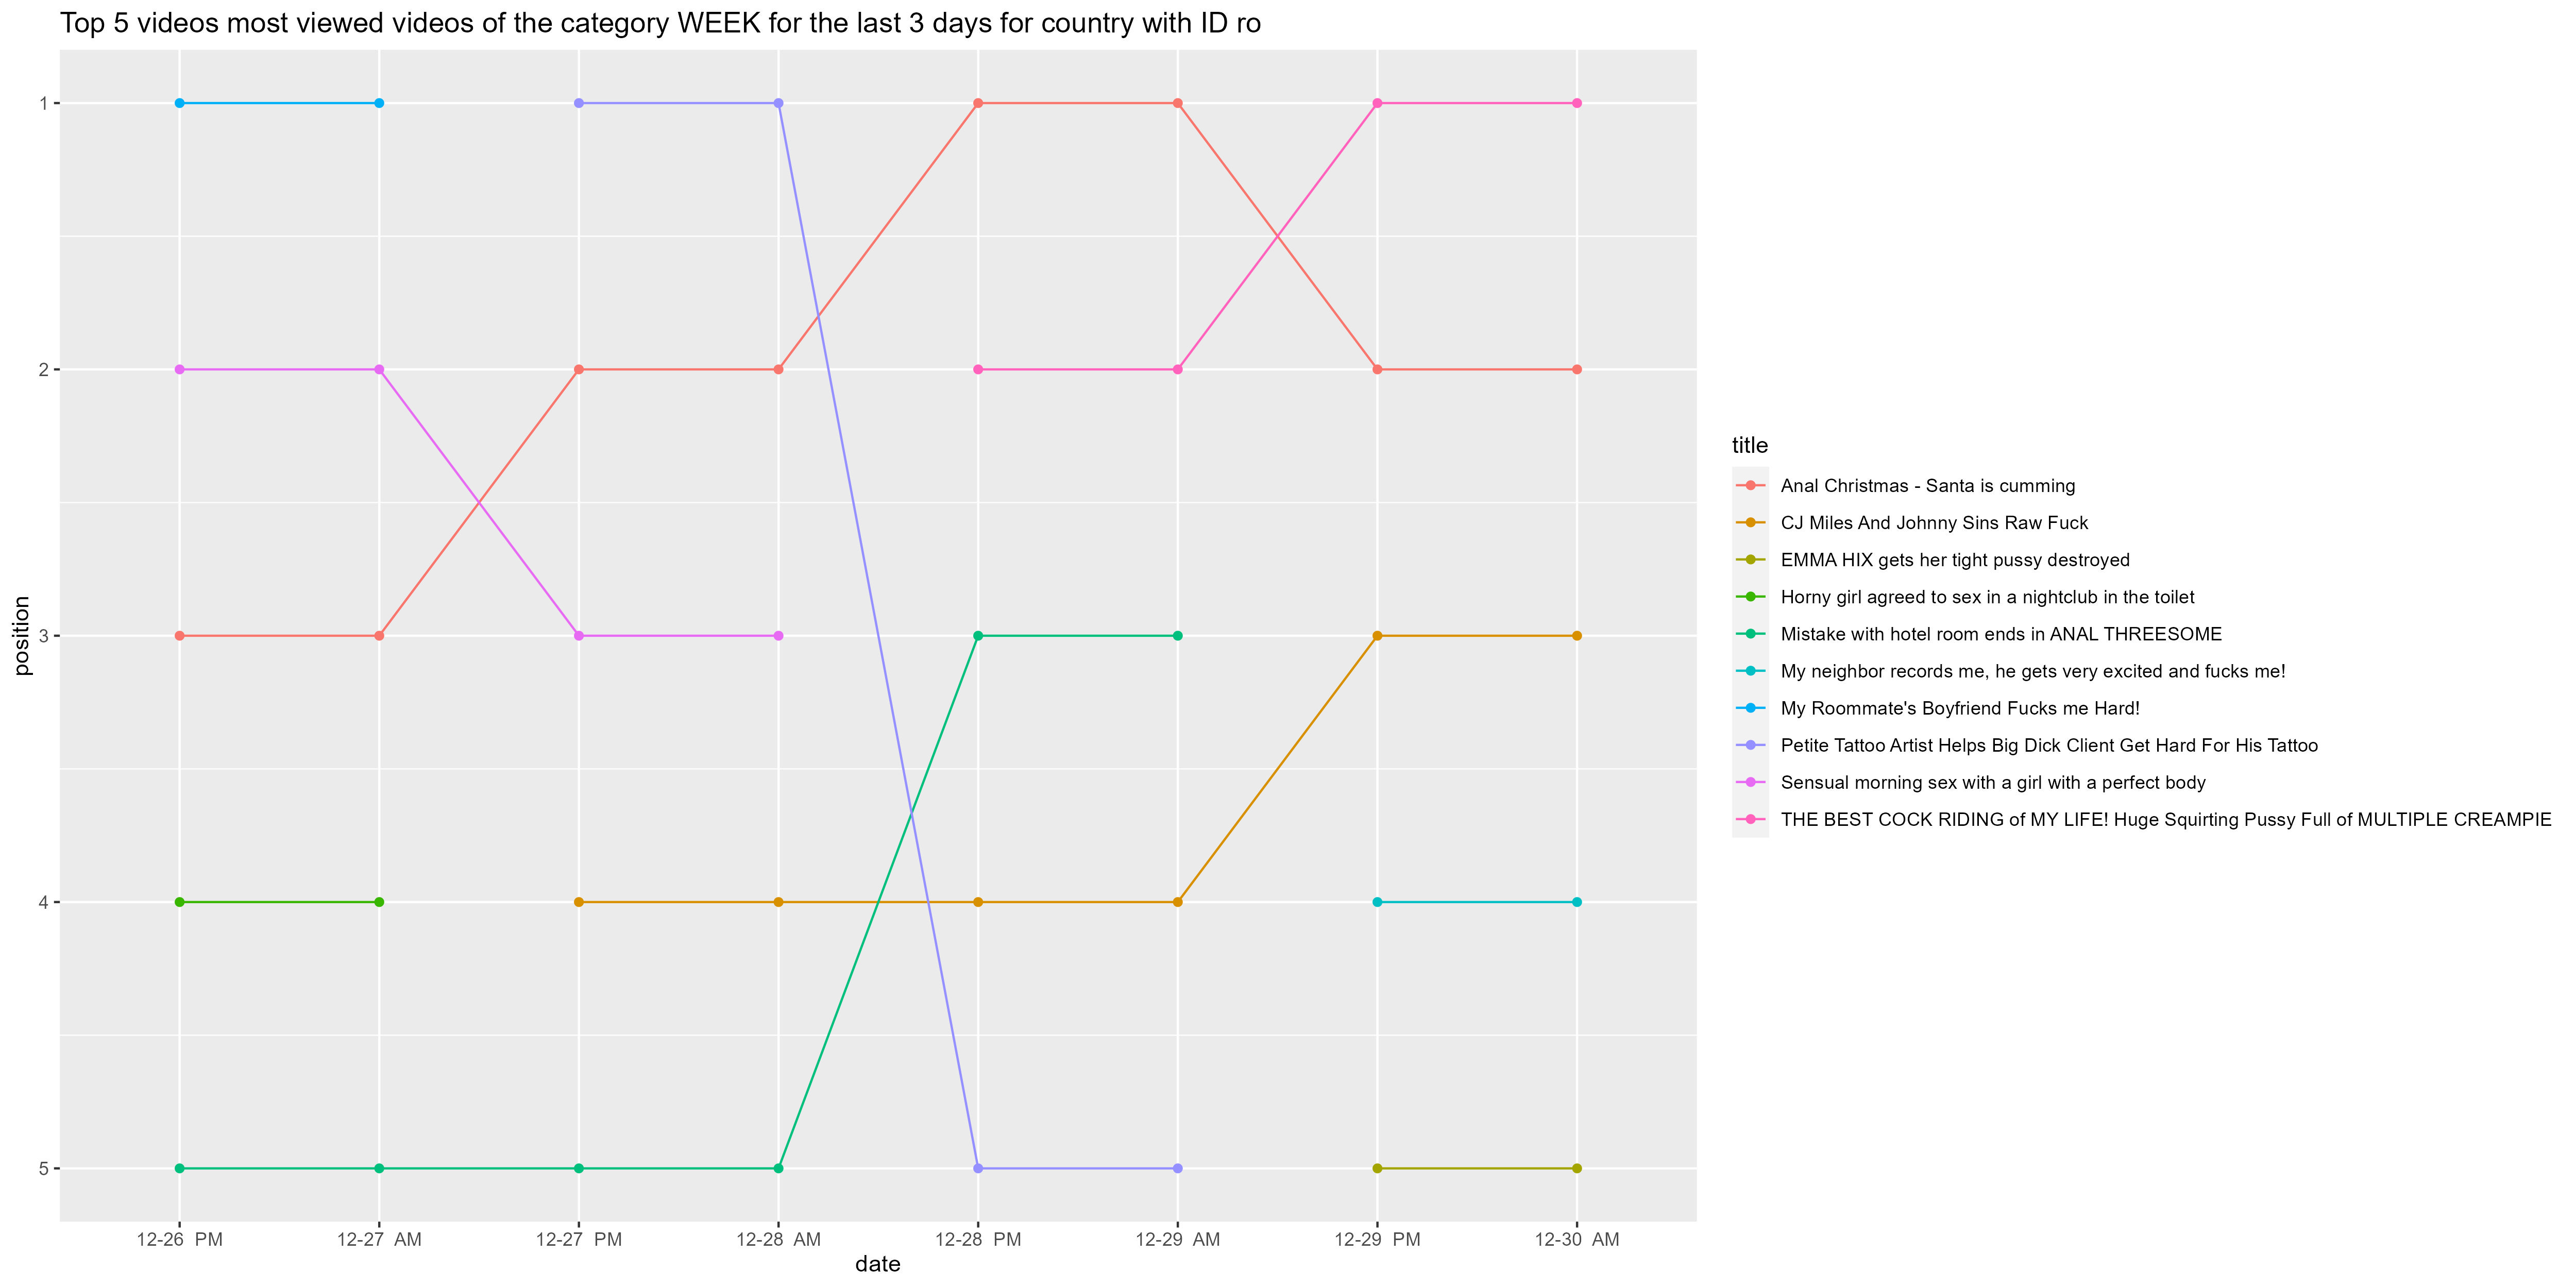 Top 5 videos most viewed videos of the category WEEK for the last 3 days for country with ID ro
position
1
2
3
4
5
12-26 PM
12-27 AM
12-27 PM
12-28 AM
12-28 PM
12-29 AM
12-29 PM
12-30 AM
date
title
Anal Christmas - Santa is cumming
CJ Miles And Johnny Sins Raw Fuck
EMMA HIX gets her tight pussy destroyed
Horny girl agreed to sex in a nightclub in the toilet
Mistake with hotel room ends in ANAL THREESOME
My neighbor records me, he gets very excited and fucks me!
My Roommate's Boyfriend Fucks me Hard!
Petite Tattoo Artist Helps Big Dick Client Get Hard For His Tattoo
Sensual morning sex with a girl with a perfect body
THE BEST COCK RIDING of MY LIFE! Huge Squirting Pussy Full of MULTIPLE CREAMPIE